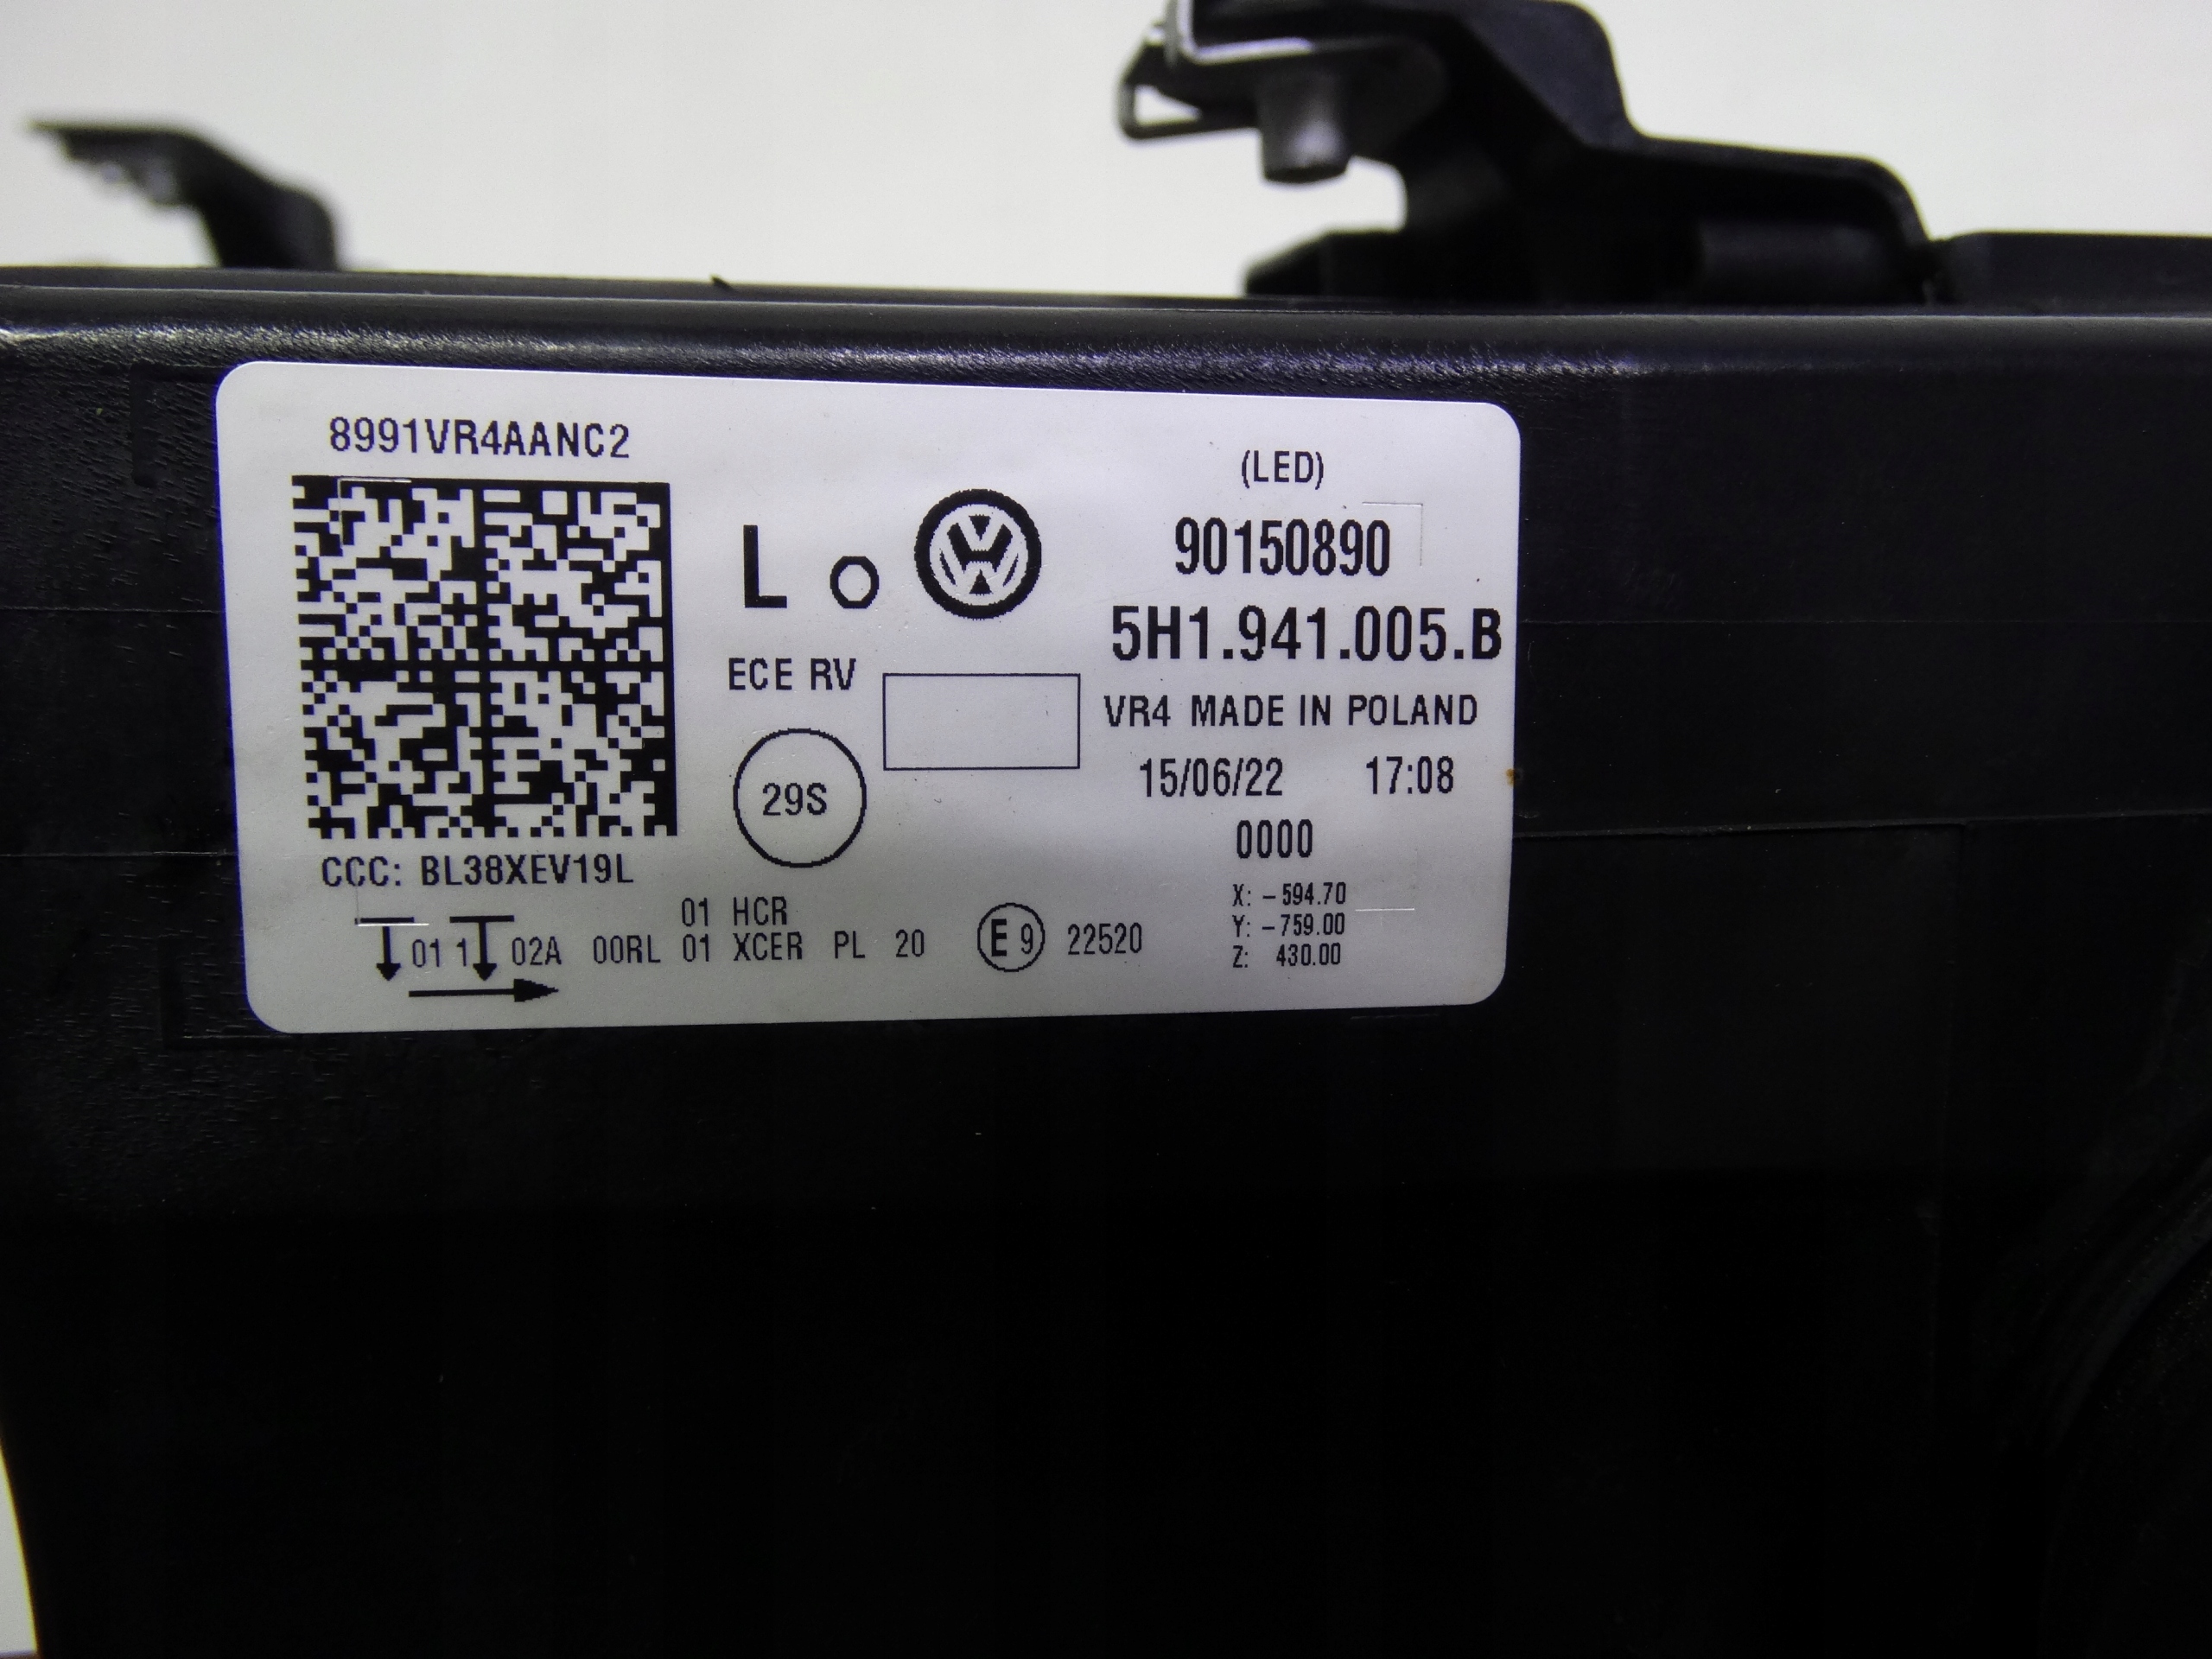 8991VR4AANC2
CCC: BL38XEV19L
L
ECE RV
29S
(LED)
90150890
5H1.941.005.B
VR4 MADE IN POLAND
15/06/22 17:08
0000
X: -594.70
Y: -759.00
Z: 430.00
01 HCR
01 1 02A 00RL 01 XCER PL 20 E9 22520